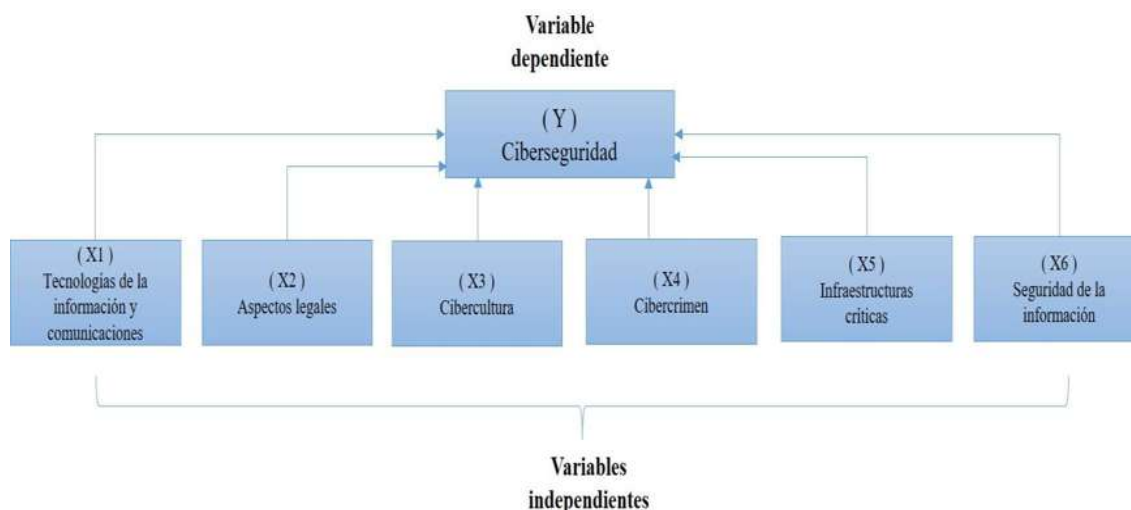 Variable
dependiente
( Y )
Ciberseguridad
( X1 )
Tecnologías de la
información y
comunicaciones
( X2 )
Aspectos legales
( X3 )
Cibercultura
( X4 )
Cibercrimen
( X5 )
Infraestructuras
críticas
( X6 )
Seguridad de la
información
Variables
independientes